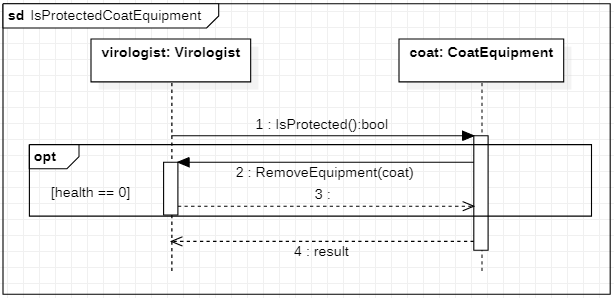 sd IsProtectedCoatEquipment
virologist: Virologist
coat: CoatEquipment
1 : IsProtected():bool
opt
2 : RemoveEquipment(coat)
[health == 0]
3 :
4 : result